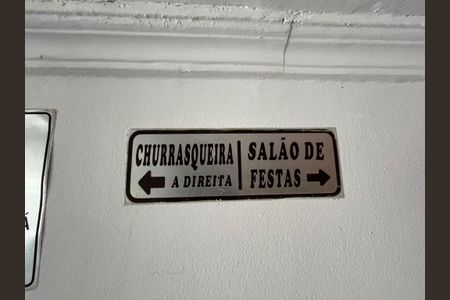 CHURRASQUEIRA
A DIREITA
SALÃO DE
FESTAS
Á